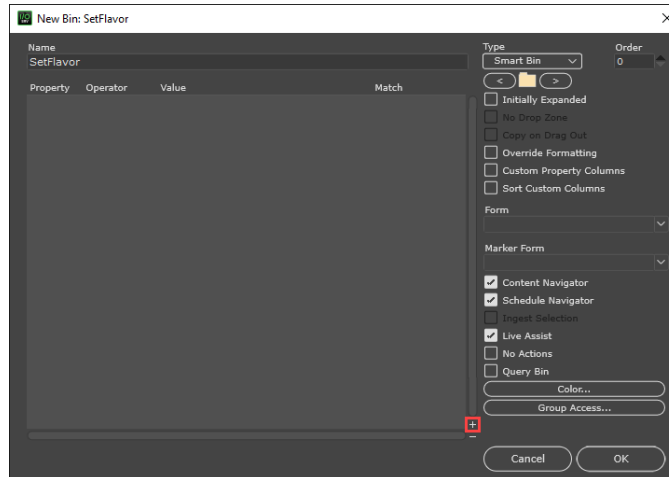 New Bin: SetFlavor
Name
SetFlavor
Property Operator Value Match
Type Order
Smart Bin 0
< >
Initially Expanded
No Drop Zone
Copy on Drag Out
Override Formatting
Custom Property Columns
Sort Custom Columns
Form
Marker Form
Content Navigator
Schedule Navigator
Ingest Selection
Live Assist
No Actions
Query Bin
Color...
Group Access...
+
-
Cancel OK